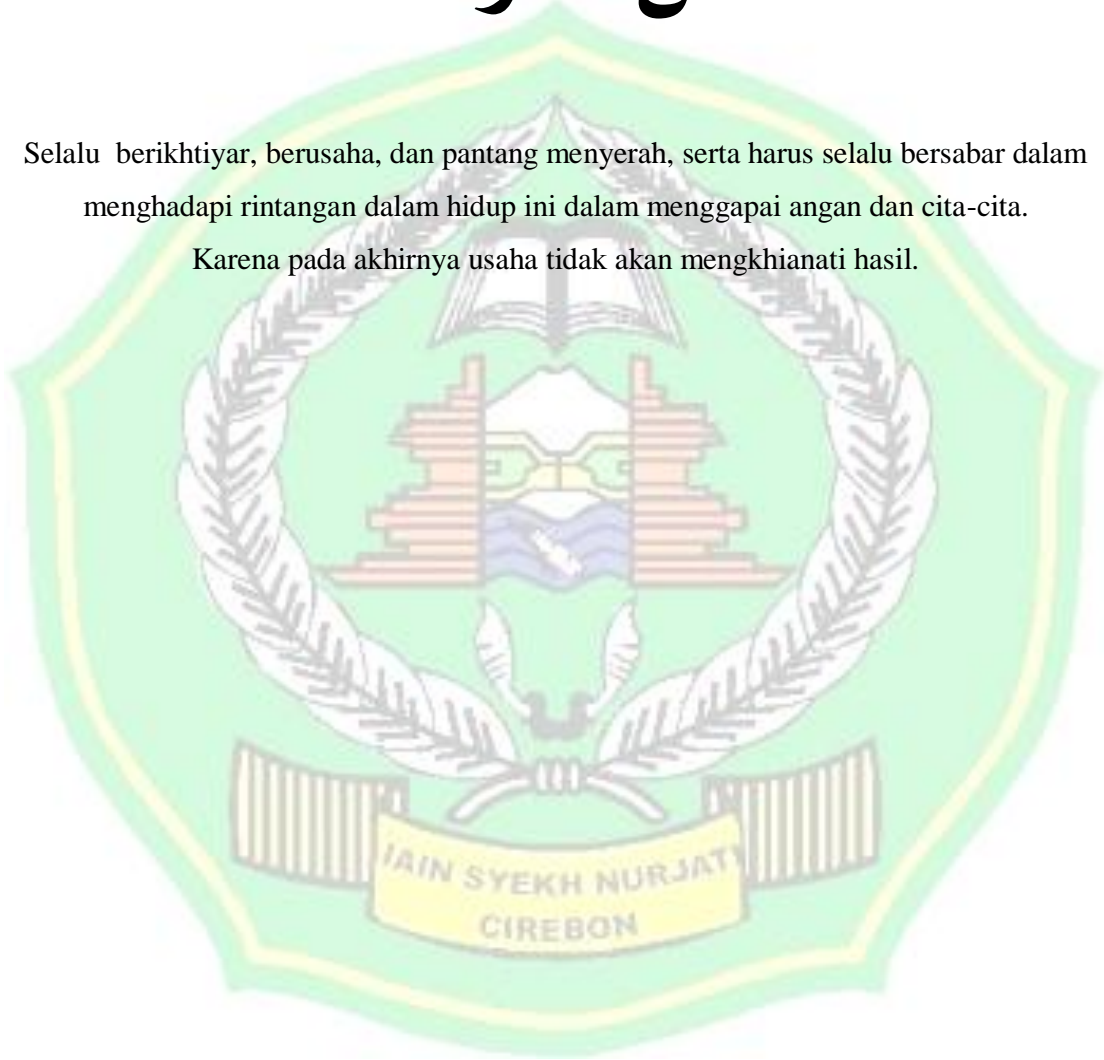 Selalu berikhtiyar, berusaha, dan pantang menyerah, serta harus selalu bersabar dalam
menghadapi rintangan dalam hidup ini dalam menggapai angan dan cita-cita.
Karena pada akhirnya usaha tidak akan mengkhianati hasil.
IAIN SYEKH NURJATI
CIREBON